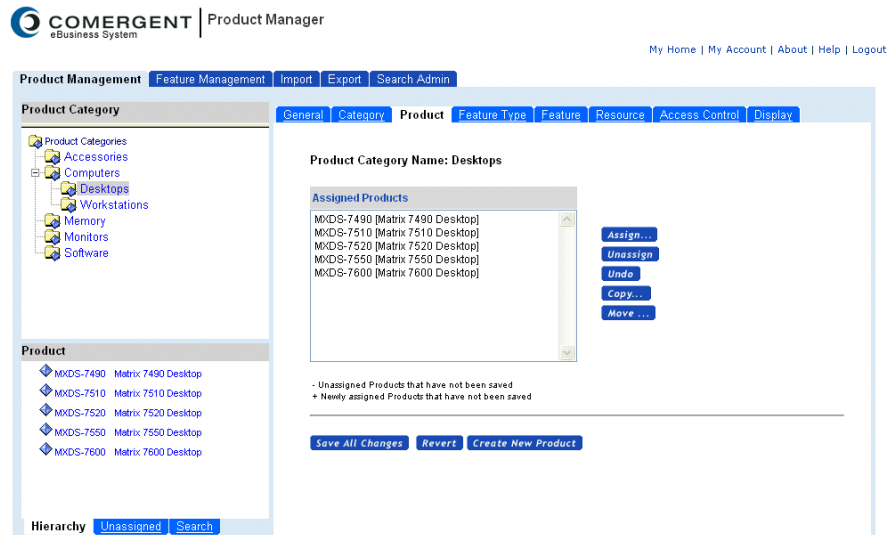 COMERGENT
eBusiness System
Product Manager
My Home | My Account | About | Help | Logout
Product Management Feature Management Import Export Search Admin
Product Category
Product Categories
Accessories
Computers
Desktops
Workstations
Memory
Monitors
Software
Product
MXDS-7490 Matrix 7490 Desktop
MXDS-7510 Matrix 7510 Desktop
MXDS-7520 Matrix 7520 Desktop
MXDS-7550 Matrix 7550 Desktop
MXDS-7600 Matrix 7600 Desktop
Hierarchy Unassigned Search
General Category Product Feature Type Feature Resource Access Control Display
Product Category Name: Desktops
Assigned Products
MXDS-7490 [Matrix 7490 Desktop]
MXDS-7510 [Matrix 7510 Desktop]
MXDS-7520 [Matrix 7520 Desktop]
MXDS-7550 [Matrix 7550 Desktop]
MXDS-7600 [Matrix 7600 Desktop]
Assign...
Unassign
Undo
Copy...
Move ...
- Unassigned Products that have not been saved
+ Newly assigned Products that have not been saved
Save All Changes Revert Create New Product